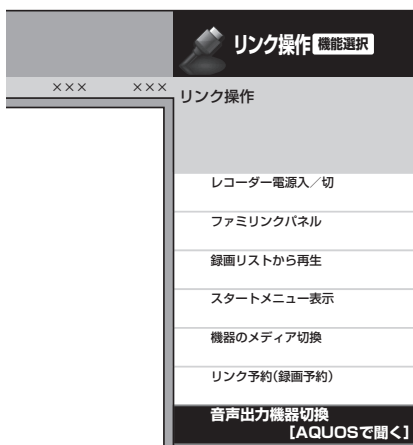 リンク操作 機能選択
××× ×××
リンク操作
レコーダー電源入／切
ファミリンクパネル
録画リストから再生
スタートメニュー表示
機器のメディア切換
リンク予約(録画予約)
音声出力機器切換
[AQUOSで聞く]